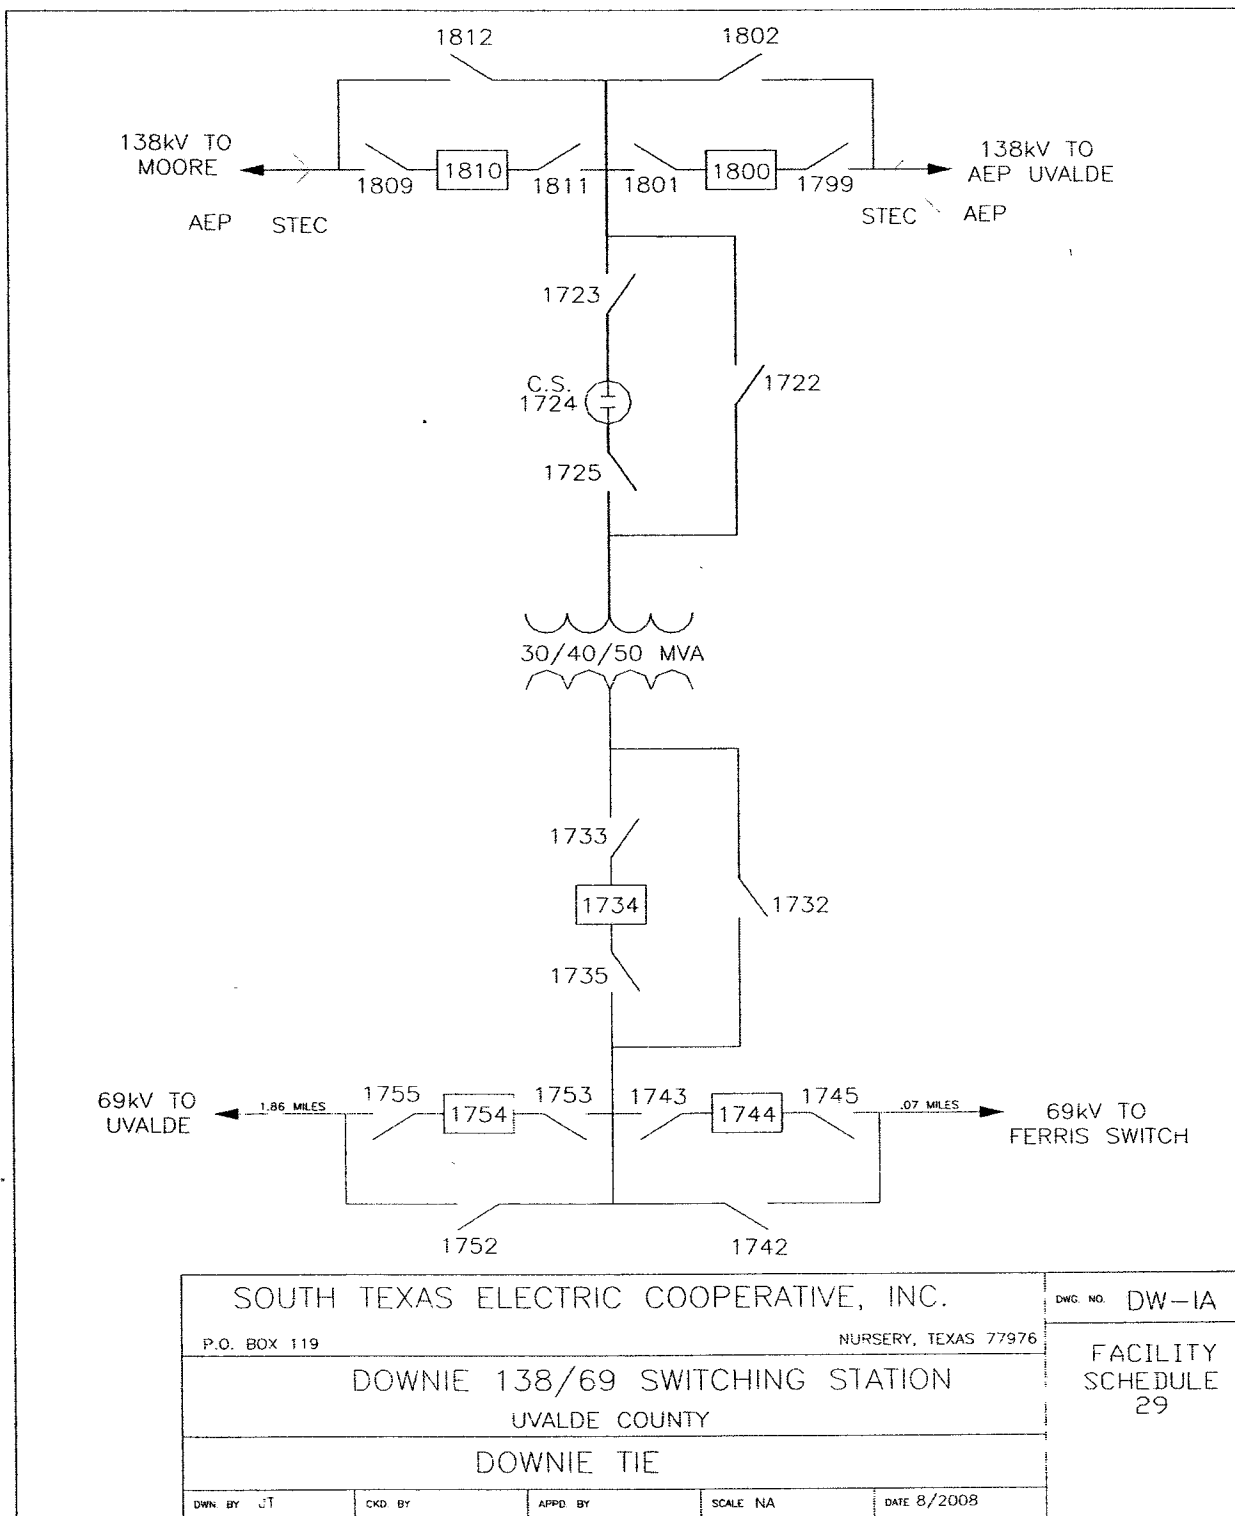 1812
1802
138kV TO
MOORE
1809
1810
1811
1801
1800
1799
138kV TO
AEP UVALDE
AEP STEC
STEC AEP
1723
C.S.
1724
1722
1725
30/40/50 MVA
1733
1734
1732
1735
69kV TO
UVALDE
1.86 MILES
1755
1754
1753
1743
1744
1745
.07 MILES
69kV TO
FERRIS SWITCH
1752
1742
SOUTH TEXAS ELECTRIC COOPERATIVE, INC.
P.O. BOX 119 NURSERY, TEXAS 77976
DWG. NO. DW-1A
DOWNIE 138/69 SWITCHING STATION
UVALDE COUNTY
FACILITY
SCHEDULE
29
DOWNIE TIE
DWN. BY JT CKD. BY APPD. BY SCALE NA DATE 8/2008